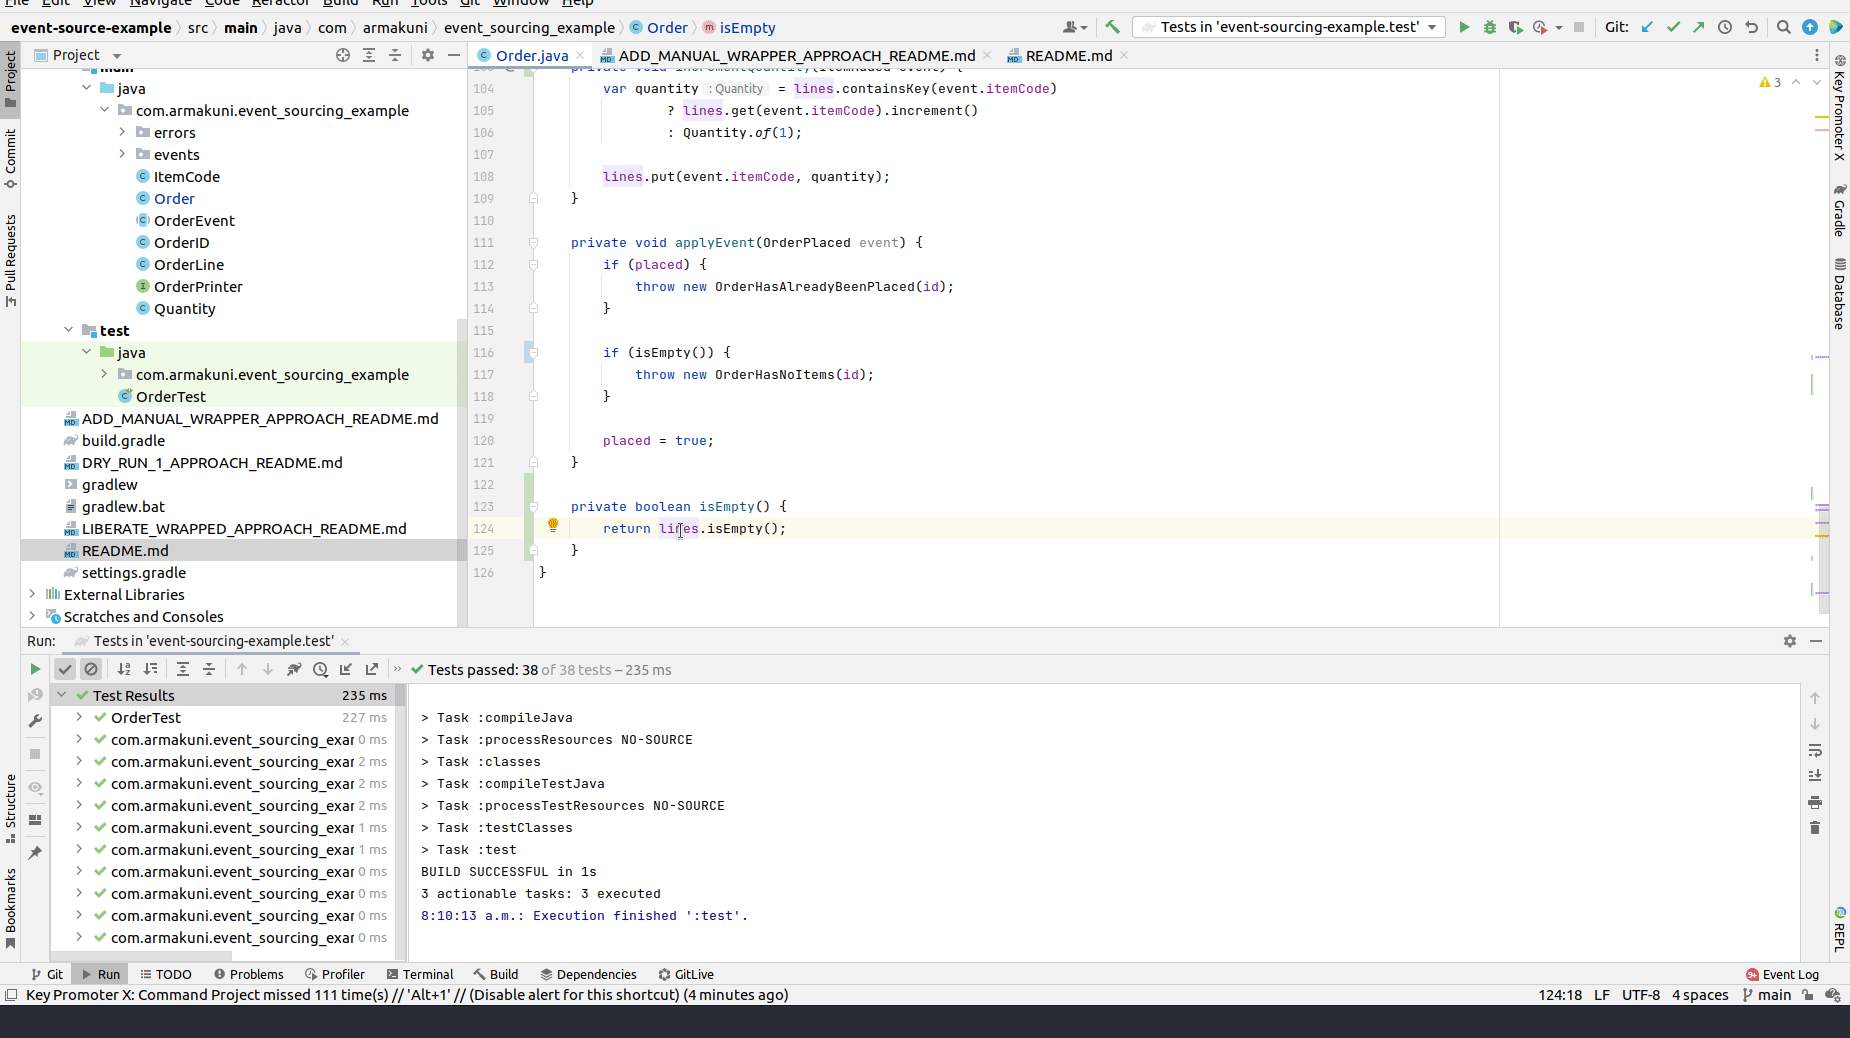 File Edit View Navigate Code Refactor Build Run Tools Git Window Help
event-source-example src main java com armakuni event_sourcing_example Order isEmpty Tests in 'event-sourcing-example.test' Git:
Project Order.java ADD_MANUAL_WRAPPER_APPROACH_README.md README.md
main
java
com.armakuni.event_sourcing_example
errors
events
ItemCode
Order
OrderEvent
OrderID
OrderLine
OrderPrinter
Quantity
test
java
com.armakuni.event_sourcing_example
OrderTest
ADD_MANUAL_WRAPPER_APPROACH_README.md
build.gradle
DRY_RUN_1_APPROACH_README.md
gradlew
gradlew.bat
LIBERATE_WRAPPED_APPROACH_README.md
README.md
settings.gradle
External Libraries
Scratches and Consoles
103 private void incrementQuantity(ItemAdded event) {
104 var quantity : Quantity = lines.containsKey(event.itemCode)
105 ? lines.get(event.itemCode).increment()
106 : Quantity.of(1);
107
108 lines.put(event.itemCode, quantity);
109 }
110
111 private void applyEvent(OrderPlaced event) {
112 if (placed) {
113 throw new OrderHasAlreadyBeenPlaced(id);
114 }
115
116 if (isEmpty()) {
117 throw new OrderHasNoItems(id);
118 }
119
120 placed = true;
121 }
122
123 private boolean isEmpty() {
124 return lines.isEmpty();
125 }
126 }
3
Project
Commit
Pull Requests
Structure
Bookmarks
Key Promoter X
Gradle
Database
REPL
Run: Tests in 'event-sourcing-example.test'
Tests passed: 38 of 38 tests – 235 ms
Test Results 235 ms
OrderTest 227 ms
com.armakuni.event_sourcing_exar 0 ms
com.armakuni.event_sourcing_exar 2 ms
com.armakuni.event_sourcing_exar 2 ms
com.armakuni.event_sourcing_exar 2 ms
com.armakuni.event_sourcing_exar 1 ms
com.armakuni.event_sourcing_exar 1 ms
com.armakuni.event_sourcing_exar 0 ms
com.armakuni.event_sourcing_exar 0 ms
com.armakuni.event_sourcing_exar 0 ms
com.armakuni.event_sourcing_exar 0 ms
> Task :compileJava
> Task :processResources NO-SOURCE
> Task :classes
> Task :compileTestJava
> Task :processTestResources NO-SOURCE
> Task :testClasses
> Task :test
BUILD SUCCESSFUL in 1s
3 actionable tasks: 3 executed
8:10:13 a.m.: Execution finished ':test'.
Git Run TODO Problems Profiler Terminal Build Dependencies GitLive 9+ Event Log
Key Promoter X: Command Project missed 111 time(s) // 'Alt+1' // (Disable alert for this shortcut) (4 minutes ago) 124:18 LF UTF-8 4 spaces main